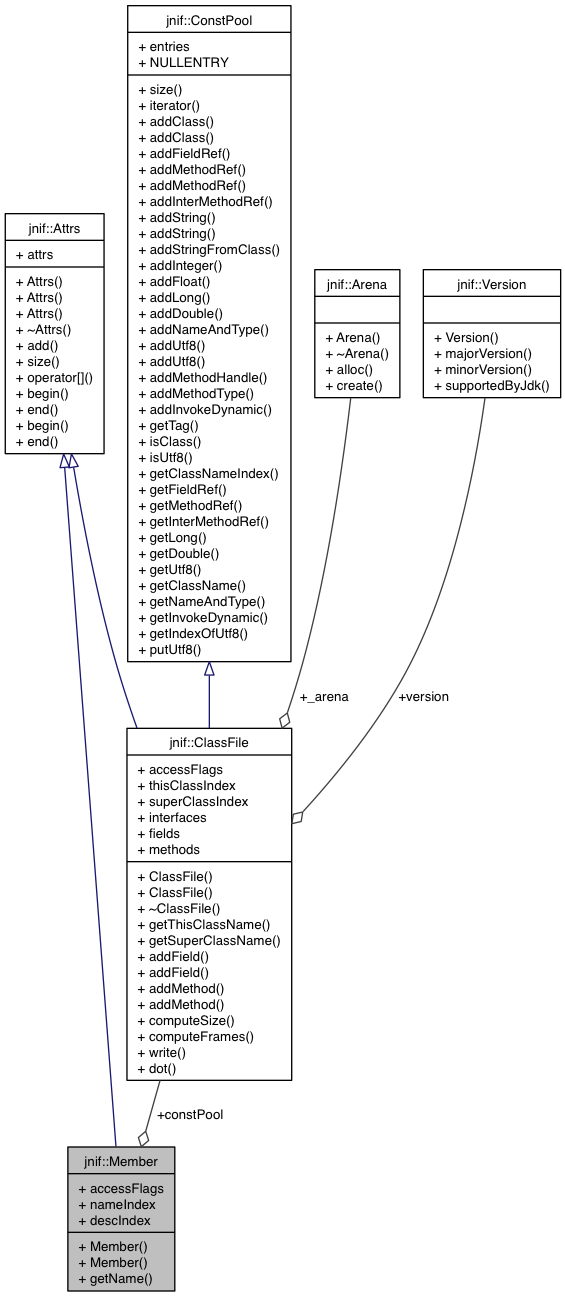 jnif::ConstPool
+ entries
+ NULLENTRY
+ size()
+ iterator()
+ addClass()
+ addClass()
+ addFieldRef()
+ addMethodRef()
+ addMethodRef()
+ addInterMethodRef()
+ addString()
+ addString()
+ addStringFromClass()
+ addInteger()
+ addFloat()
+ addLong()
+ addDouble()
+ addNameAndType()
+ addUtf8()
+ addUtf8()
+ addMethodHandle()
+ addMethodType()
+ addInvokeDynamic()
+ getTag()
+ isClass()
+ isUtf8()
+ getClassNameIndex()
+ getFieldRef()
+ getMethodRef()
+ getInterMethodRef()
+ getLong()
+ getDouble()
+ getUtf8()
+ getClassName()
+ getNameAndType()
+ getInvokeDynamic()
+ getIndexOfUtf8()
+ putUtf8()
jnif::Attrs
+ attrs
+ Attrs()
+ Attrs()
+ Attrs()
+ ~Attrs()
+ add()
+ size()
+ operator[]()
+ begin()
+ end()
+ begin()
+ end()
jnif::Arena
+ Arena()
+ ~Arena()
+ alloc()
+ create()
jnif::Version
+ Version()
+ majorVersion()
+ minorVersion()
+ supportedByJdk()
+_arena
+version
jnif::ClassFile
+ accessFlags
+ thisClassIndex
+ superClassIndex
+ interfaces
+ fields
+ methods
+ ClassFile()
+ ClassFile()
+ ~ClassFile()
+ getThisClassName()
+ getSuperClassName()
+ addField()
+ addField()
+ addMethod()
+ addMethod()
+ computeSize()
+ computeFrames()
+ write()
+ dot()
+constPool
jnif::Member
+ accessFlags
+ nameIndex
+ descIndex
+ Member()
+ Member()
+ getName()